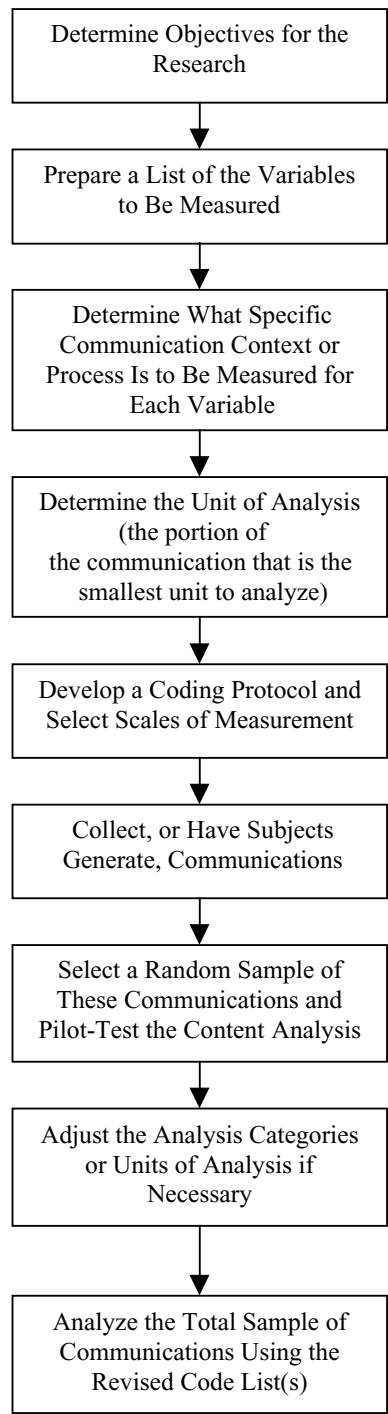 Determine Objectives for the
Research
Prepare a List of the Variables
to Be Measured
Determine What Specific
Communication Context or
Process Is to Be Measured for
Each Variable
Determine the Unit of Analysis
(the portion of
the communication that is the
smallest unit to analyze)
Develop a Coding Protocol and
Select Scales of Measurement
Collect, or Have Subjects
Generate, Communications
Select a Random Sample of
These Communications and
Pilot-Test the Content Analysis
Adjust the Analysis Categories
or Units of Analysis if
Necessary
Analyze the Total Sample of
Communications Using the
Revised Code List(s)